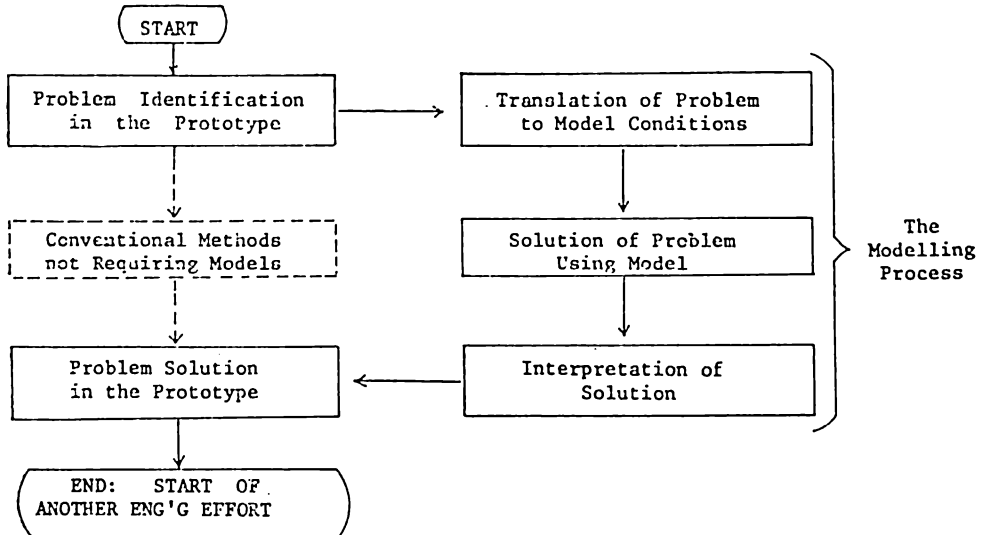 START
Problem Identification
in the Prototype
Translation of Problem
to Model Conditions
Conventional Methods
not Requiring Models
Solution of Problem
Using Model
The
Modelling
Process
Problem Solution
in the Prototype
Interpretation of
Solution
END: START OF
ANOTHER ENG'G EFFORT